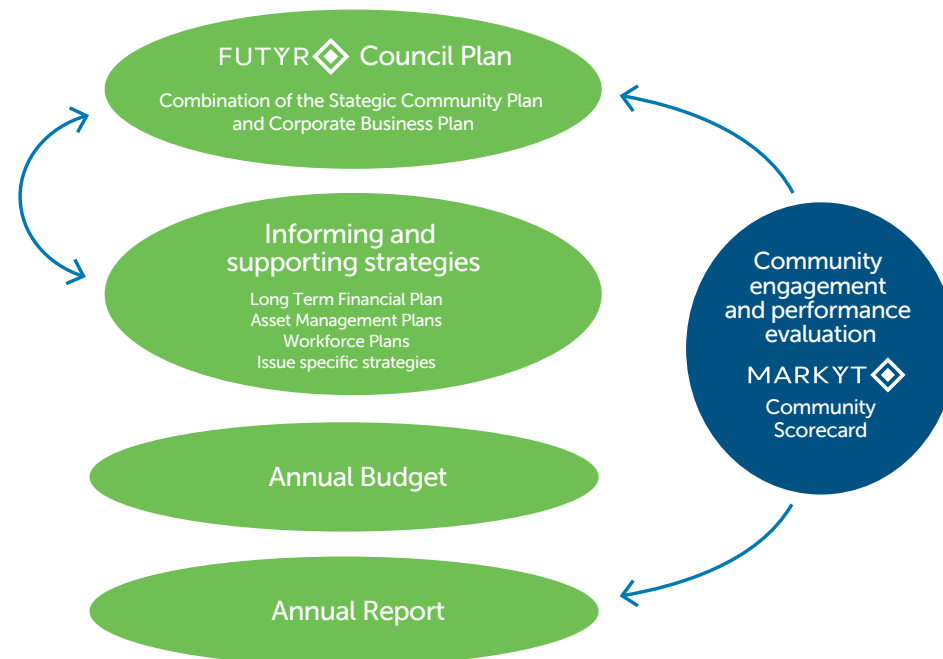 FUTYR Council Plan
Combination of the Stategic Community Plan
and Corporate Business Plan
Informing and
supporting strategies
Long Term Financial Plan
Asset Management Plans
Workforce Plans
Issue specific strategies
Annual Budget
Annual Report
Community
engagement
and performance
evaluation
MARKYT
Community
Scorecard